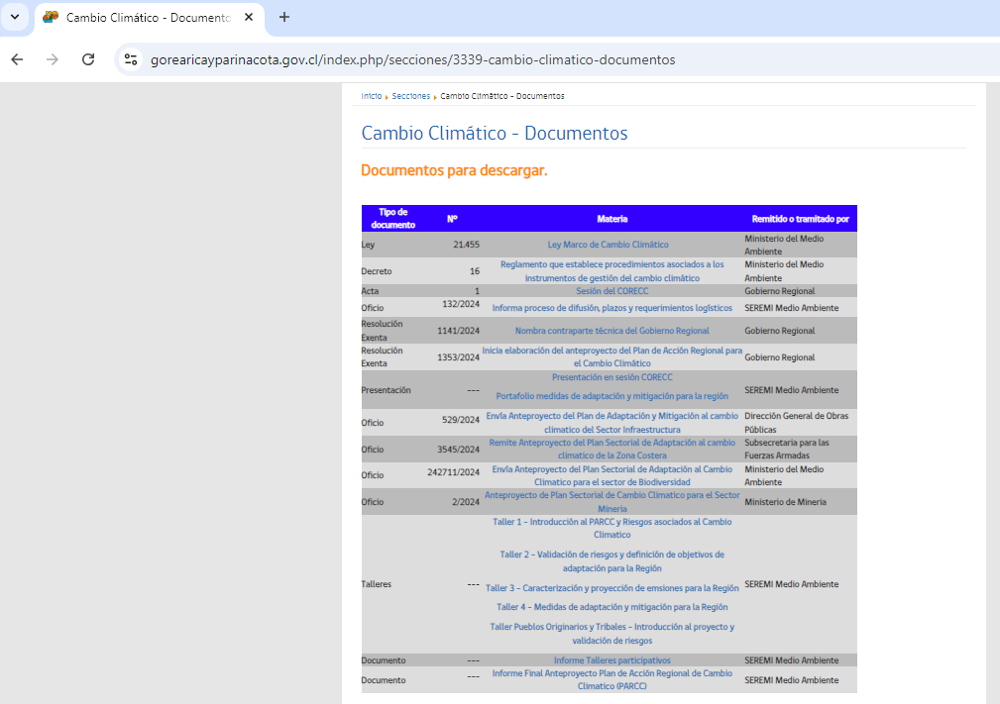 Cambio Climático - Documento
gorearicayparinacota.gov.cl/index.php/secciones/3339-cambio-climatico-documentos
Inicio Secciones Cambio Climático - Documentos
Cambio Climático - Documentos
Documentos para descargar.
Tipo de
documento
Nº
Materia
Remitido o tramitado por
Ley
21.455
Ley Marco de Cambio Climático
Ministerio del Medio
Ambiente
Decreto
16
Reglamento que establece procedimientos asociados a los
instrumentos de gestión del cambio climático
Ministerio del Medio
Ambiente
Acta
1
Sesión del CORECC
Gobierno Regional
Oficio
132/2024
Informa proceso de difusión, plazos y requerimientos logísticos
SEREMI Medio Ambiente
Resolución
Exenta
1141/2024
Nombra contraparte técnica del Gobierno Regional
Gobierno Regional
Resolución
Exenta
1353/2024
Inicia elaboración del anteproyecto del Plan de Acción Regional para
el Cambio Climático
Gobierno Regional
Presentación
---
Presentación en sesión CORECC
Portafolio medidas de adaptación y mitigación para la región
SEREMI Medio Ambiente
Oficio
529/2024
Envía Anteproyecto del Plan de Adaptación y Mitigación al cambio
climatico del Sector Infraestructura
Dirección General de Obras
Públicas
Oficio
3545/2024
Remite Anteproyecto del Plan Sectorial de Adaptación al cambio
climatico de la Zona Costera
Subsecretaria para las
Fuerzas Armadas
Oficio
242711/2024
Envía Anteproyecto del Plan Sectorial de Adaptación al Cambio
Climatico para el sector de Biodiversidad
Ministerio del Medio
Ambiente
Oficio
2/2024
Anteproyecto de Plan Sectorial de Cambio Climatico para el Sector
Mineria
Ministerio de Mineria
Talleres
---
Taller 1 - Introducción al PARCC y Riesgos asociados al Cambio
Climatico
Taller 2 - Validación de riesgos y definición de objetivos de
adaptación para la Región
Taller 3 - Caracterización y proyección de emsiones para la Región
Taller 4 - Medidas de adaptación y mitigación para la Región
Taller Pueblos Originarios y Tribales - Introducción al proyecto y
validación de riesgos
SEREMI Medio Ambiente
Documento
---
Informe Talleres participativos
SEREMI Medio Ambiente
Documento
---
Informe Final Anteproyecto Plan de Acción Regional de Cambio
Climatico (PARCC)
SEREMI Medio Ambiente